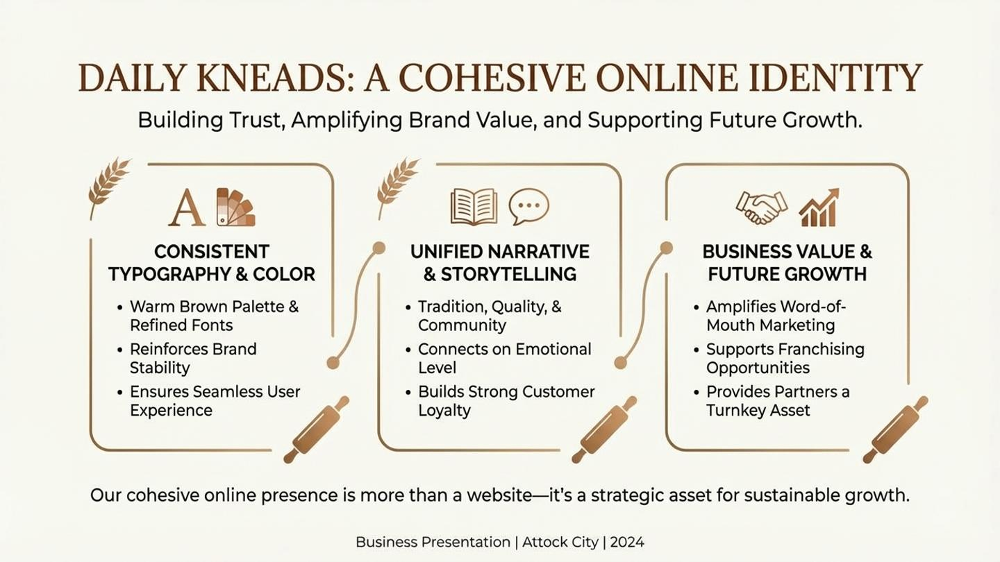 DAILY KNEADS: A COHESIVE ONLINE IDENTITY
Building Trust, Amplifying Brand Value, and Supporting Future Growth.
A
CONSISTENT
TYPOGRAPHY & COLOR
• Warm Brown Palette &
Refined Fonts
• Reinforces Brand
Stability
• Ensures Seamless User
Experience
UNIFIED NARRATIVE
& STORYTELLING
• Tradition, Quality, &
Community
• Connects on Emotional
Level
• Builds Strong Customer
Loyalty
BUSINESS VALUE &
FUTURE GROWTH
• Amplifies Word-of-
Mouth Marketing
• Supports Franchising
Opportunities
• Provides Partners a
Turnkey Asset
Our cohesive online presence is more than a website—it's a strategic asset for sustainable growth.
Business Presentation | Attock City | 2024